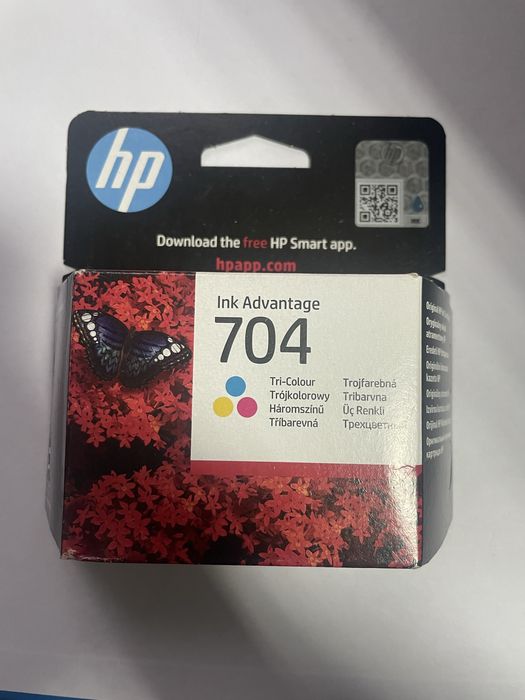 hp
Download the free HP Smart app.
hpapp.com
Ink Advantage
704
Tri-Colour
Trójkolorowy
Háromszínű
Tříbarevná
Trojfarebná
Tribarvna
Üç Renkli
Трехцветн